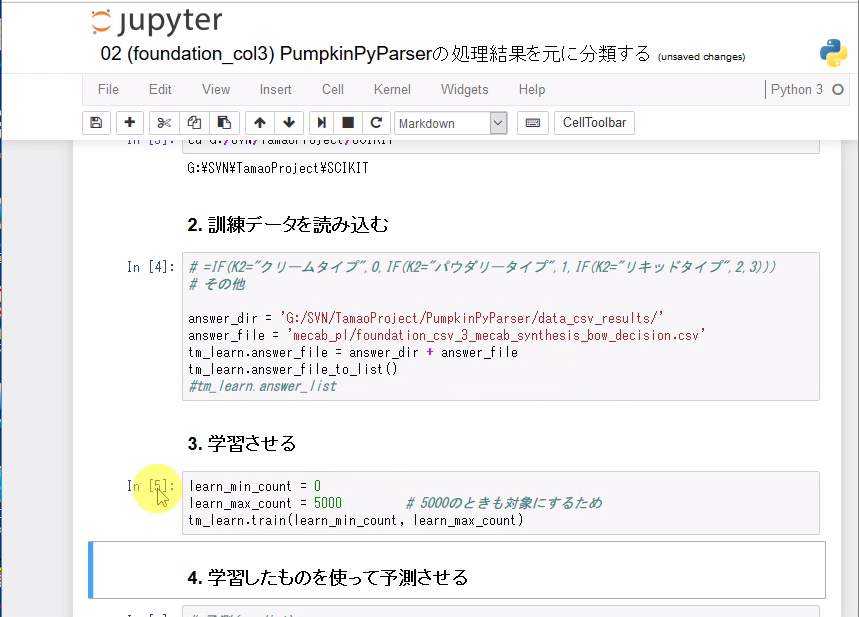 jupyter
02 (foundation_col3) PumpkinPyParserの処理結果を元に分類する (unsaved changes)
File Edit View Insert Cell Kernel Widgets Help Python 3
Markdown CellToolbar
In [3]: cd G:/SVN/TamaoProject/SCIKIT
G:¥SVN¥TamaoProject¥SCIKIT
2. 訓練データを読み込む
In [4]: # =IF(K2="クリームタイプ",0,IF(K2="パウダリータイプ",1,IF(K2="リキッドタイプ",2,3)))
# その他
answer_dir = 'G:/SVN/TamaoProject/PumpkinPyParser/data_csv_results/'
answer_file = 'mecab_pl/foundation_csv_3_mecab_synthesis_bow_decision.csv'
tm_learn.answer_file = answer_dir + answer_file
tm_learn.answer_file_to_list()
#tm_learn.answer_list
3. 学習させる
In [5]: learn_min_count = 0
learn_max_count = 5000 # 5000のときも対象にするため
tm_learn.train(learn_min_count, learn_max_count)
4. 学習したものを使って予測させる